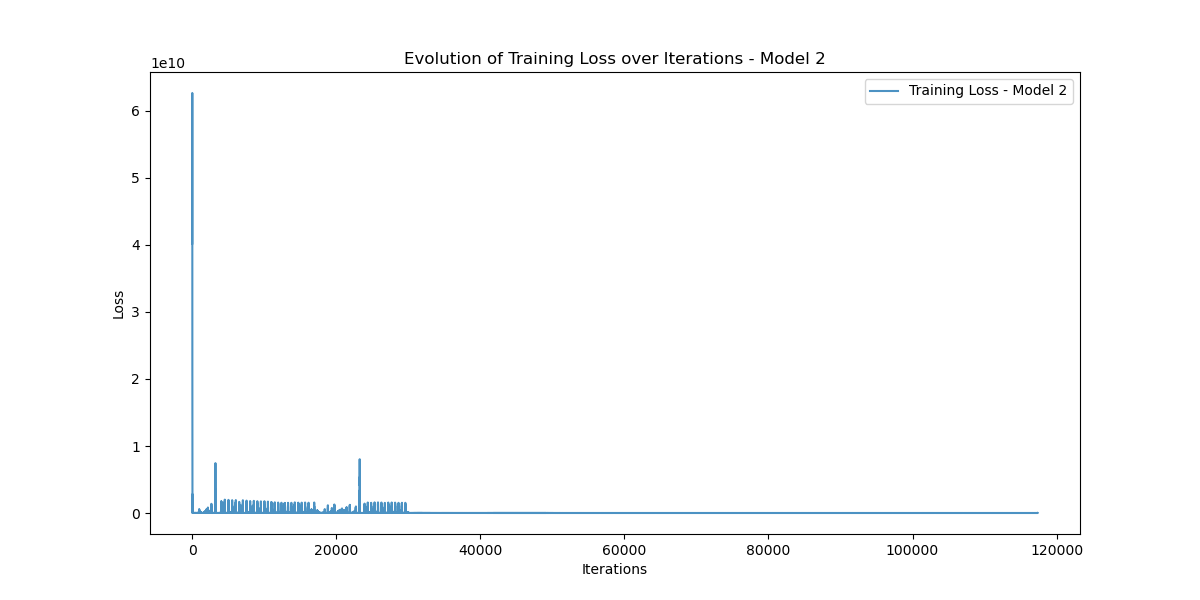 Evolution of Training Loss over Iterations - Model 2
1e10
Training Loss - Model 2
6
5
4
3
2
1
0
Loss
0 20000 40000 60000 80000 100000 120000
Iterations